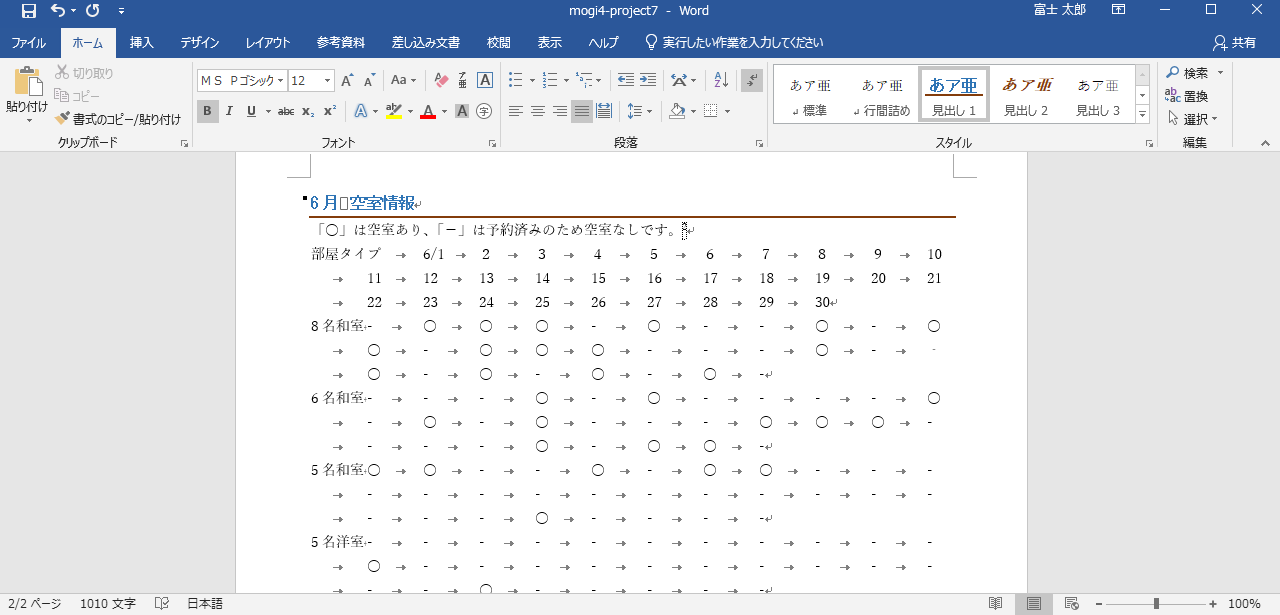 mogi4-project7 - Word
富士 太郎
ファイル ホーム 挿入 デザイン レイアウト 参考資料 差し込み文書 校閲 表示 ヘルプ 実行したい作業を入力してください 共有
貼り付け
切り取り
コピー
書式のコピー/貼り付け
クリップボード
ＭＳ Ｐゴシック 12 A A Aa A 亜 A
B I U abc x₂ x² A ab A A 字
フォント
段落
あア亜 あア亜 あア亜 あア亜 あア亜
標準 行間詰め 見出し 1 見出し 2 見出し 3
スタイル
検索
置換
選択
編集
6 月 空室情報
「○」は空室あり、「－」は予約済みのため空室なしです。
部屋タイプ → 6/1 → 2 → 3 → 4 → 5 → 6 → 7 → 8 → 9 → 10
→ 11 → 12 → 13 → 14 → 15 → 16 → 17 → 18 → 19 → 20 → 21
→ 22 → 23 → 24 → 25 → 26 → 27 → 28 → 29 → 30
8 名和室 - → ○ → ○ → ○ → - → ○ → - → - → ○ → - → ○
→ ○ → - → ○ → ○ → ○ → - → - → - → ○ → - → -
→ ○ → - → ○ → - → ○ → - → ○ → -
6 名和室 - → - → - → ○ → - → ○ → - → - → - → - → ○
→ - → ○ → - → ○ → - → - → - → ○ → ○ → ○ → -
→ - → - → - → ○ → - → ○ → ○ → -
5 名和室 ○ → ○ → - → - → ○ → - → ○ → ○ → - → - → -
→ - → - → - → - → - → - → - → - → - → - → -
→ - → - → - → ○ → - → - → - → -
5 名洋室 - → - → - → - → - → - → - → - → - → - → -
→ ○ → - → - → - → - → - → - → - → - → - → -
→ - → - → ○ → - → - → - → - → -
2/2 ページ 1010 文字 日本語 100%